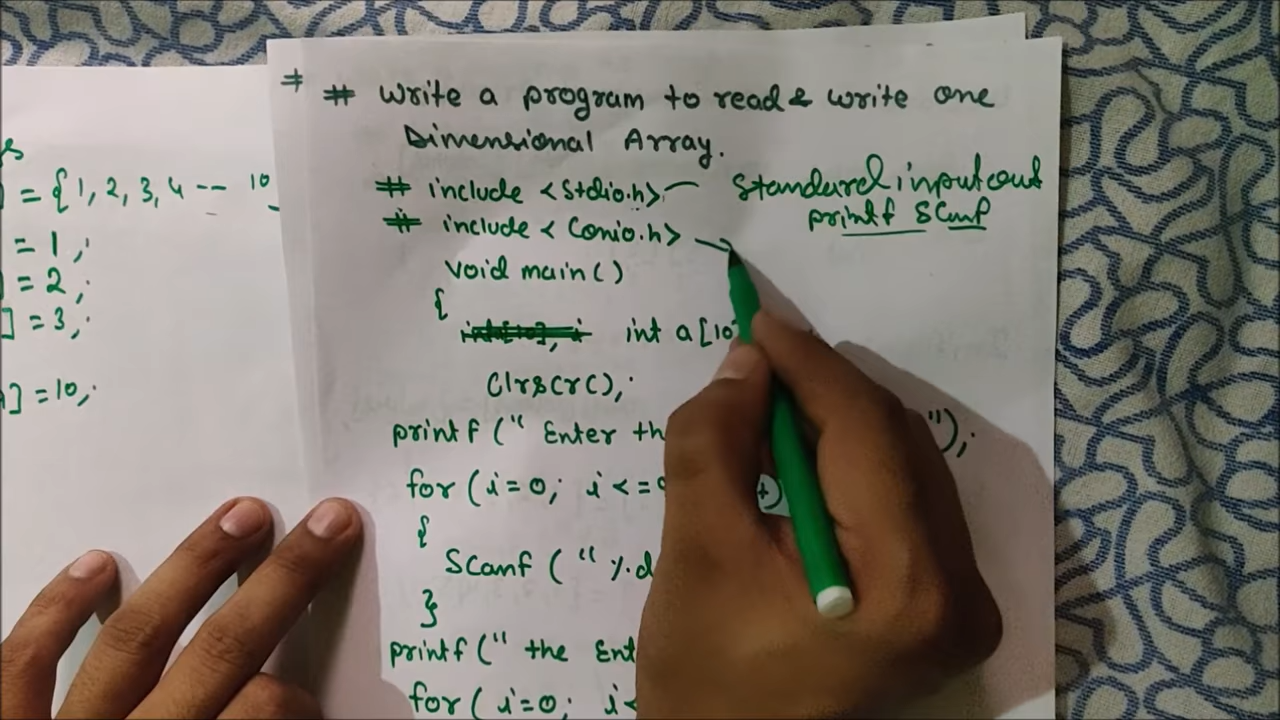 # # Write a program to read & write one
Dimensional Array.
# include <Stdio.h> — Standard input out
printf Scanf
# include < Conio.h>
Void main()
{
int a[10
Clrscr();
printf (" Enter th ");
for (i=0; i<=9 +)
{
Scanf ( " %d
}
printf(" the Ent
for ( i=0; i<
= {1, 2, 3, 4 -- 10
= 1;
] = 2;
] = 3;
] = 10;